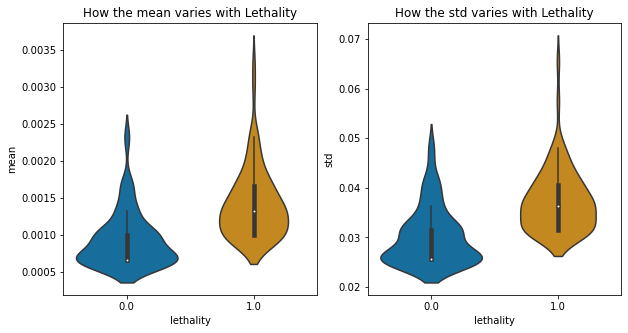 How the mean varies with Lethality
mean
0.0035
0.0030
0.0025
0.0020
0.0015
0.0010
0.0005
0.0
1.0
lethality
How the std varies with Lethality
std
0.07
0.06
0.05
0.04
0.03
0.02
0.0
1.0
lethality